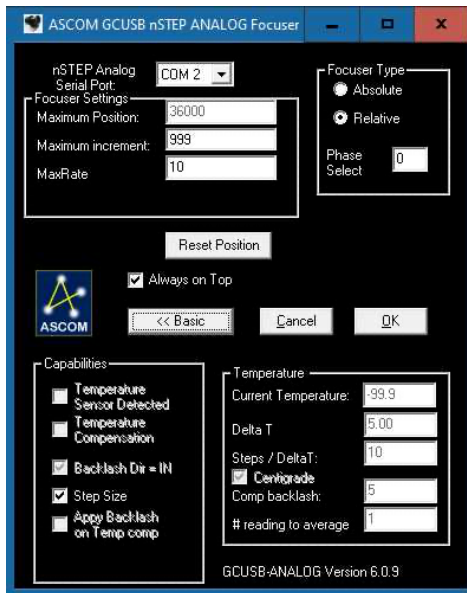 ASCOM GCUSB nSTEP ANALOG Focuser
nSTEP Analog
Serial Port:
COM 2
Focuser Settings
Maximum Position:
36000
Maximum increment:
999
MaxRate
10
Focuser Type
Absolute
Relative
Phase
Select
0
Reset Position
Always on Top
ASCOM
<< Basic
Cancel
OK
Capabilities
Temperature
Sensor Detected
Temperature
Compensation
Backlash Dir = IN
Step Size
Appy Backlash
on Temp comp
Temperature
Current Temperature:
-99.9
Delta T
5.00
Steps / DeltaT:
10
Centigrade
Comp backlash:
5
# reading to average
1
GCUSB-ANALOG Version 6.0.9